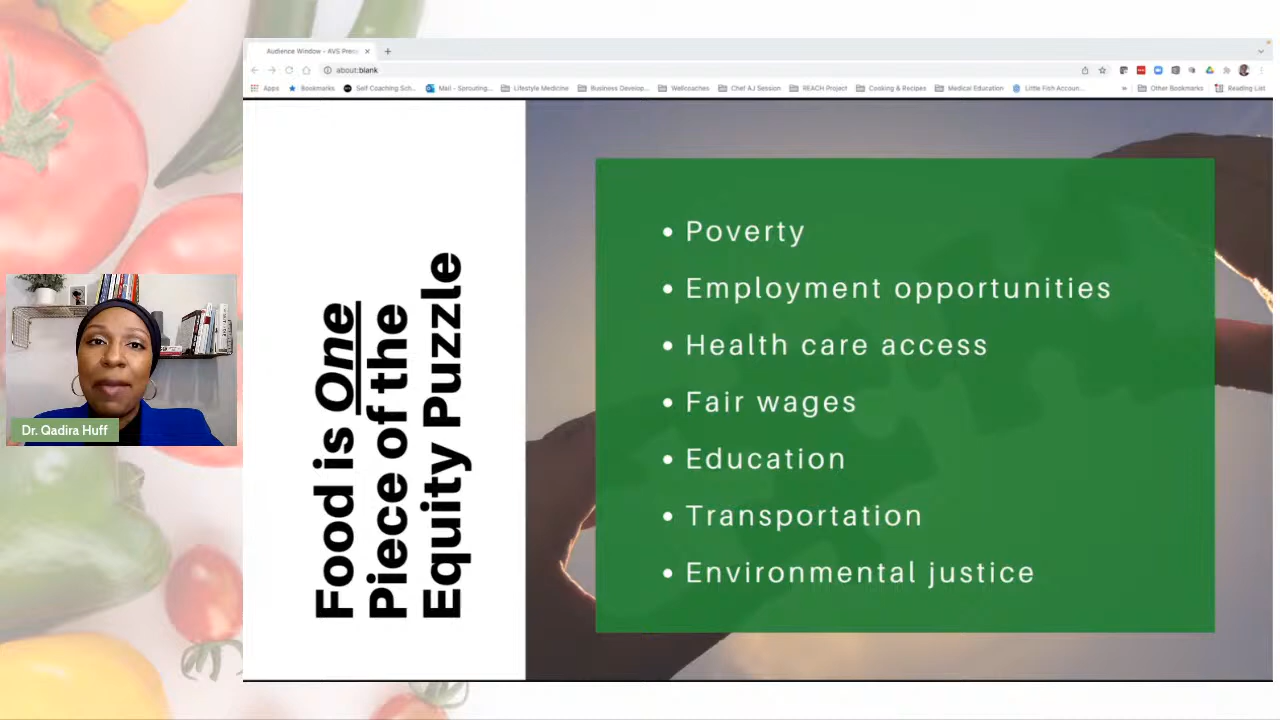 Audience Window - AVS Pres
about:blank
Apps
Bookmarks
Self Coaching Sch...
Mail - Sprouting...
Lifestyle Medicine
Business Develop...
Wellcoaches
Chef AJ Session
REACH Project
Cooking & Recipes
Medical Education
Little Fish Accoun...
»
Other Bookmarks
Reading List
Food is One
Piece of the
Equity Puzzle
• Poverty
• Employment opportunities
• Health care access
• Fair wages
• Education
• Transportation
• Environmental justice
Dr. Qadira Huff